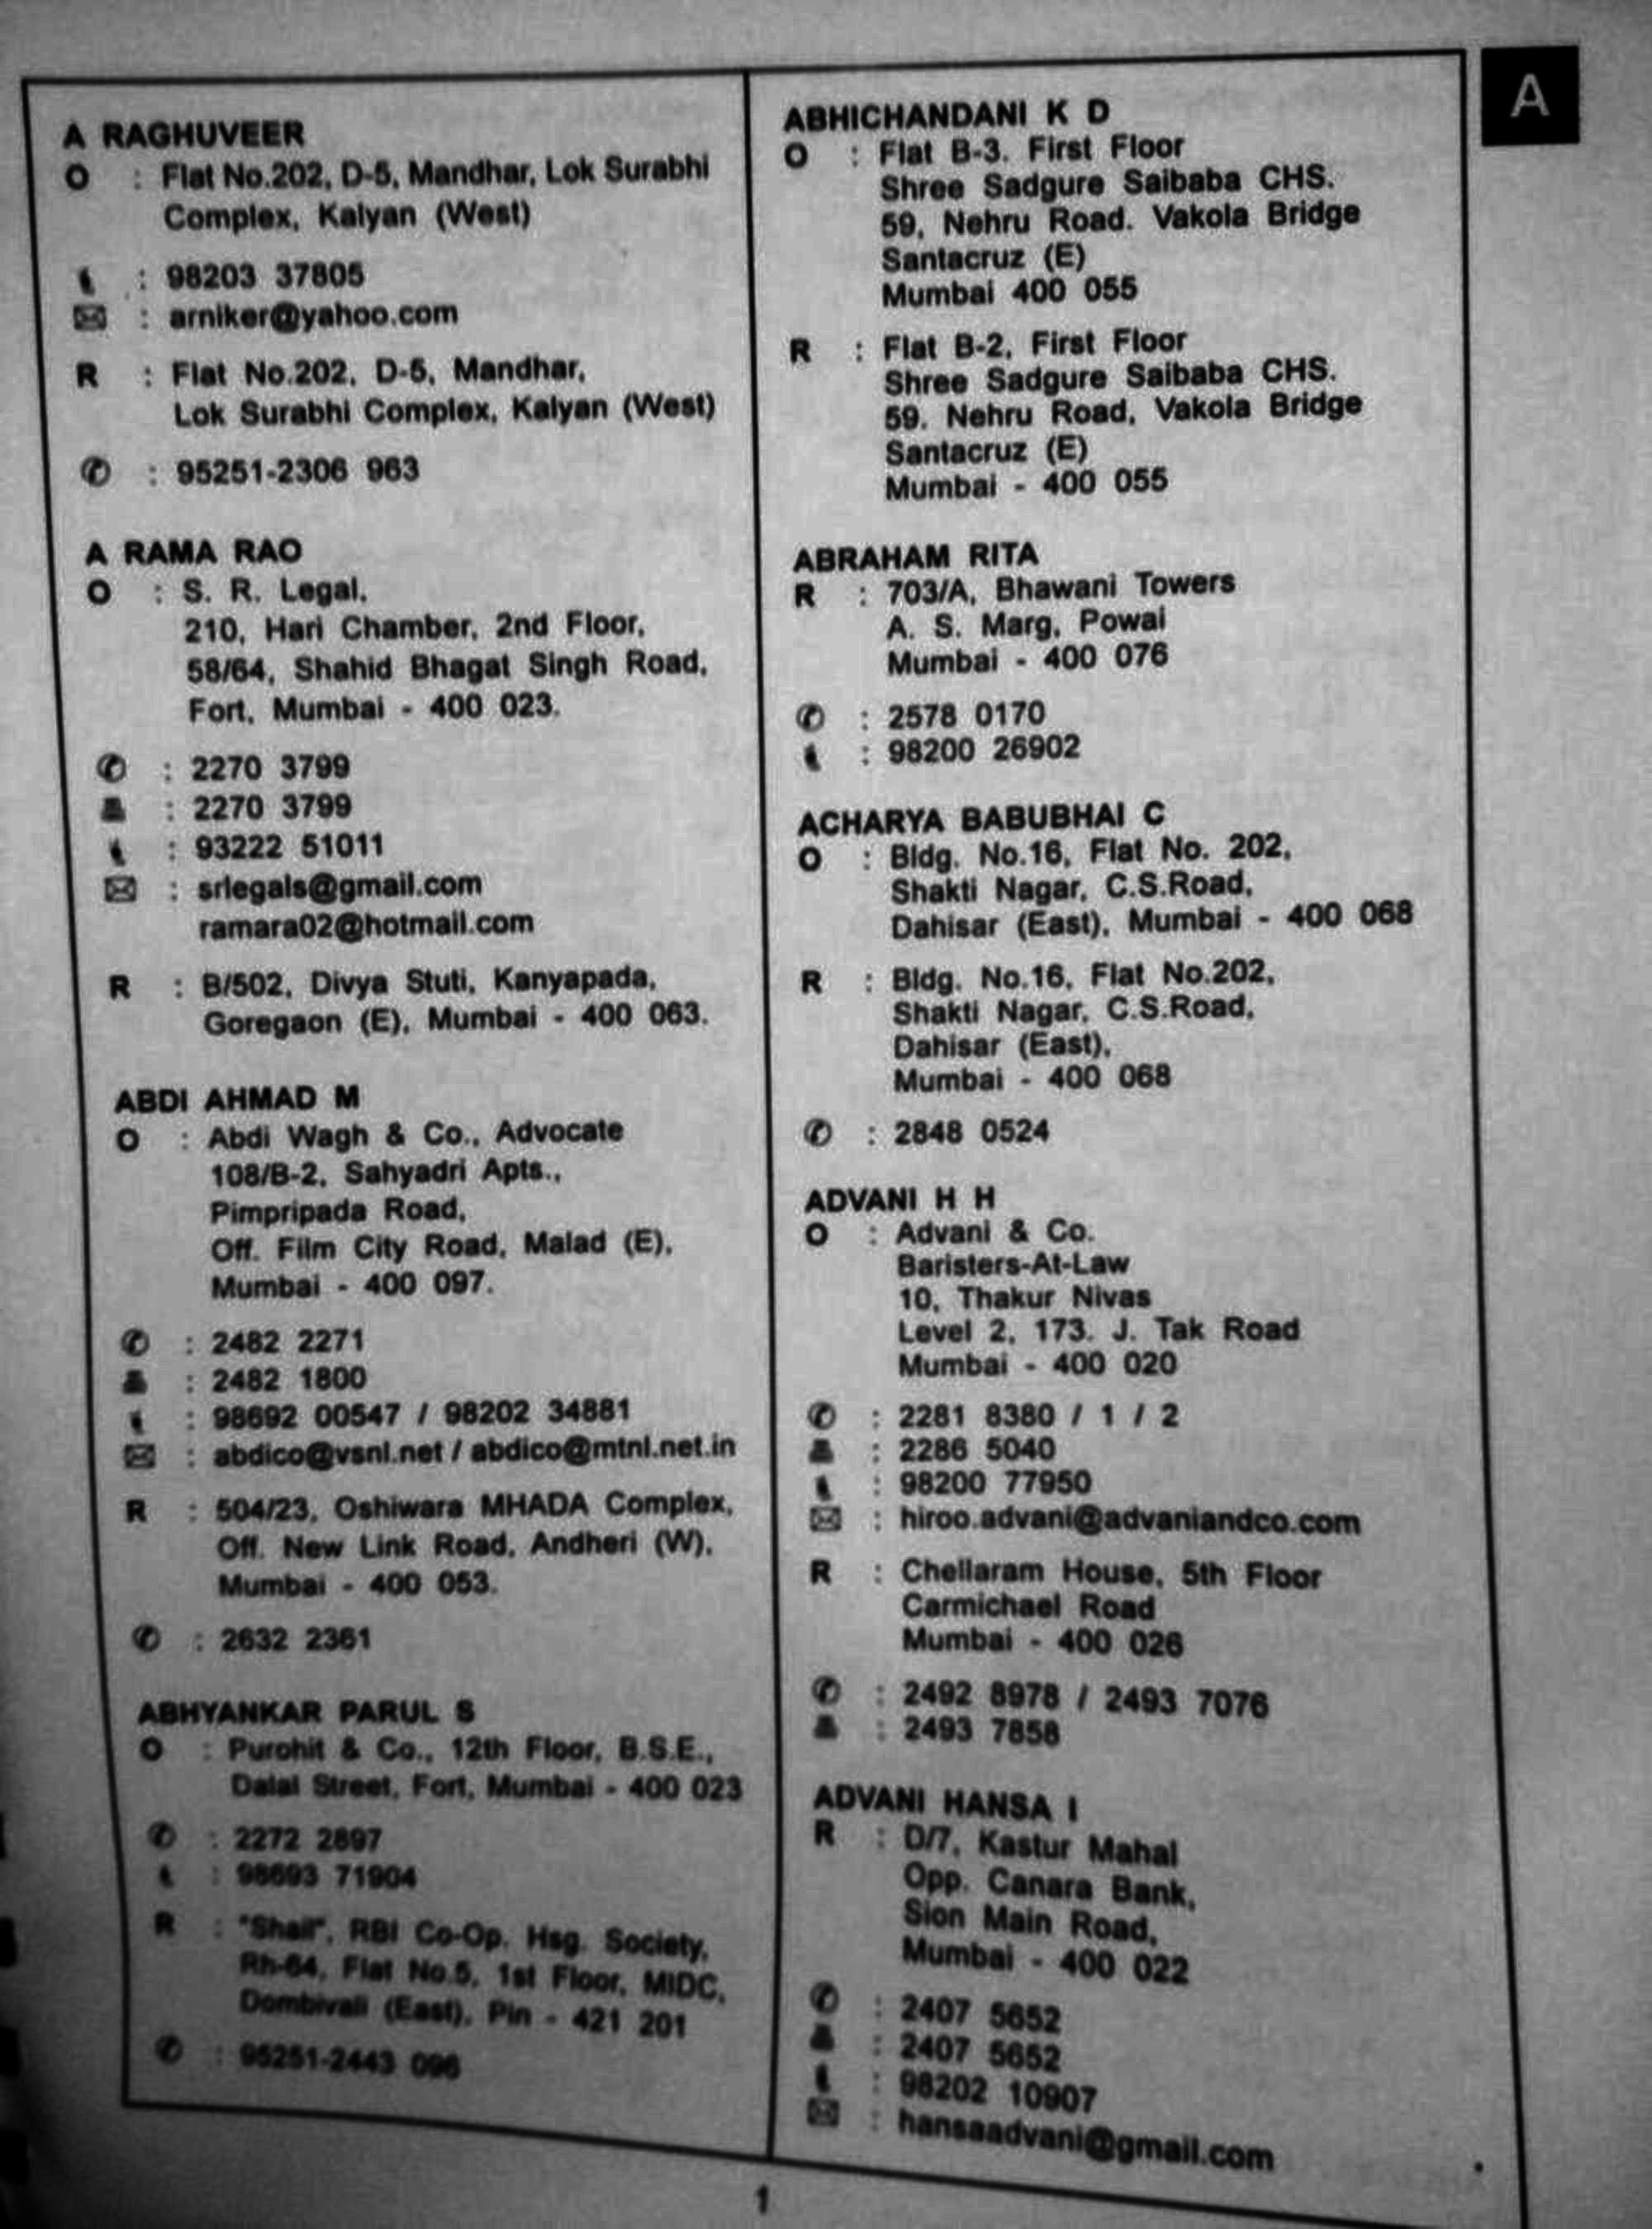 A
A RAGHUVEER
O : Flat No.202, D-5, Mandhar, Lok Surabhi
Complex, Kalyan (West)
: 98203 37805
: arniker@yahoo.com
R : Flat No.202, D-5, Mandhar,
Lok Surabhi Complex, Kalyan (West)
: 95251-2306 963
A RAMA RAO
O : S. R. Legal,
210, Hari Chamber, 2nd Floor,
58/64, Shahid Bhagat Singh Road,
Fort, Mumbai - 400 023.
: 2270 3799
: 2270 3799
: 93222 51011
: srlegals@gmail.com
ramara02@hotmail.com
R : B/502, Divya Stuti, Kanyapada,
Goregaon (E), Mumbai - 400 063.
ABDI AHMAD M
O : Abdi Wagh & Co., Advocate
108/B-2, Sahyadri Apts.,
Pimpripada Road,
Off. Film City Road, Malad (E),
Mumbai - 400 097.
: 2482 2271
: 2482 1800
: 98692 00547 / 98202 34881
: abdico@vsnl.net / abdico@mtnl.net.in
R : 504/23, Oshiwara MHADA Complex,
Off. New Link Road, Andheri (W),
Mumbai - 400 053.
: 2632 2361
ABHYANKAR PARUL S
O : Purohit & Co., 12th Floor, B.S.E.,
Dalal Street, Fort, Mumbai - 400 023
: 2272 2897
: 98693 71904
R : "Shail", RBI Co-Op. Hsg. Society,
Rh-64, Flat No.5, 1st Floor, MIDC,
Dombivali (East), Pin - 421 201
: 95251-2443 096
ABHICHANDANI K D
O : Flat B-3. First Floor
Shree Sadgure Saibaba CHS.
59, Nehru Road. Vakola Bridge
Santacruz (E)
Mumbai 400 055
R : Flat B-2, First Floor
Shree Sadgure Saibaba CHS.
59. Nehru Road, Vakola Bridge
Santacruz (E)
Mumbai - 400 055
ABRAHAM RITA
R : 703/A, Bhawani Towers
A. S. Marg, Powai
Mumbai - 400 076
: 2578 0170
: 98200 26902
ACHARYA BABUBHAI C
O : Bldg. No.16, Flat No. 202,
Shakti Nagar, C.S.Road,
Dahisar (East), Mumbai - 400 068
R : Bldg. No.16, Flat No.202,
Shakti Nagar, C.S.Road,
Dahisar (East),
Mumbai - 400 068
: 2848 0524
ADVANI H H
O : Advani & Co.
Baristers-At-Law
10, Thakur Nivas
Level 2, 173. J. Tak Road
Mumbai - 400 020
: 2281 8380 / 1 / 2
: 2286 5040
: 98200 77950
: hiroo.advani@advaniandco.com
R : Chellaram House, 5th Floor
Carmichael Road
Mumbai - 400 026
: 2492 8978 / 2493 7076
: 2493 7858
ADVANI HANSA I
R : D/7, Kastur Mahal
Opp. Canara Bank,
Sion Main Road,
Mumbai - 400 022
: 2407 5652
: 2407 5652
: 98202 10907
: hansaadvani@gmail.com
1